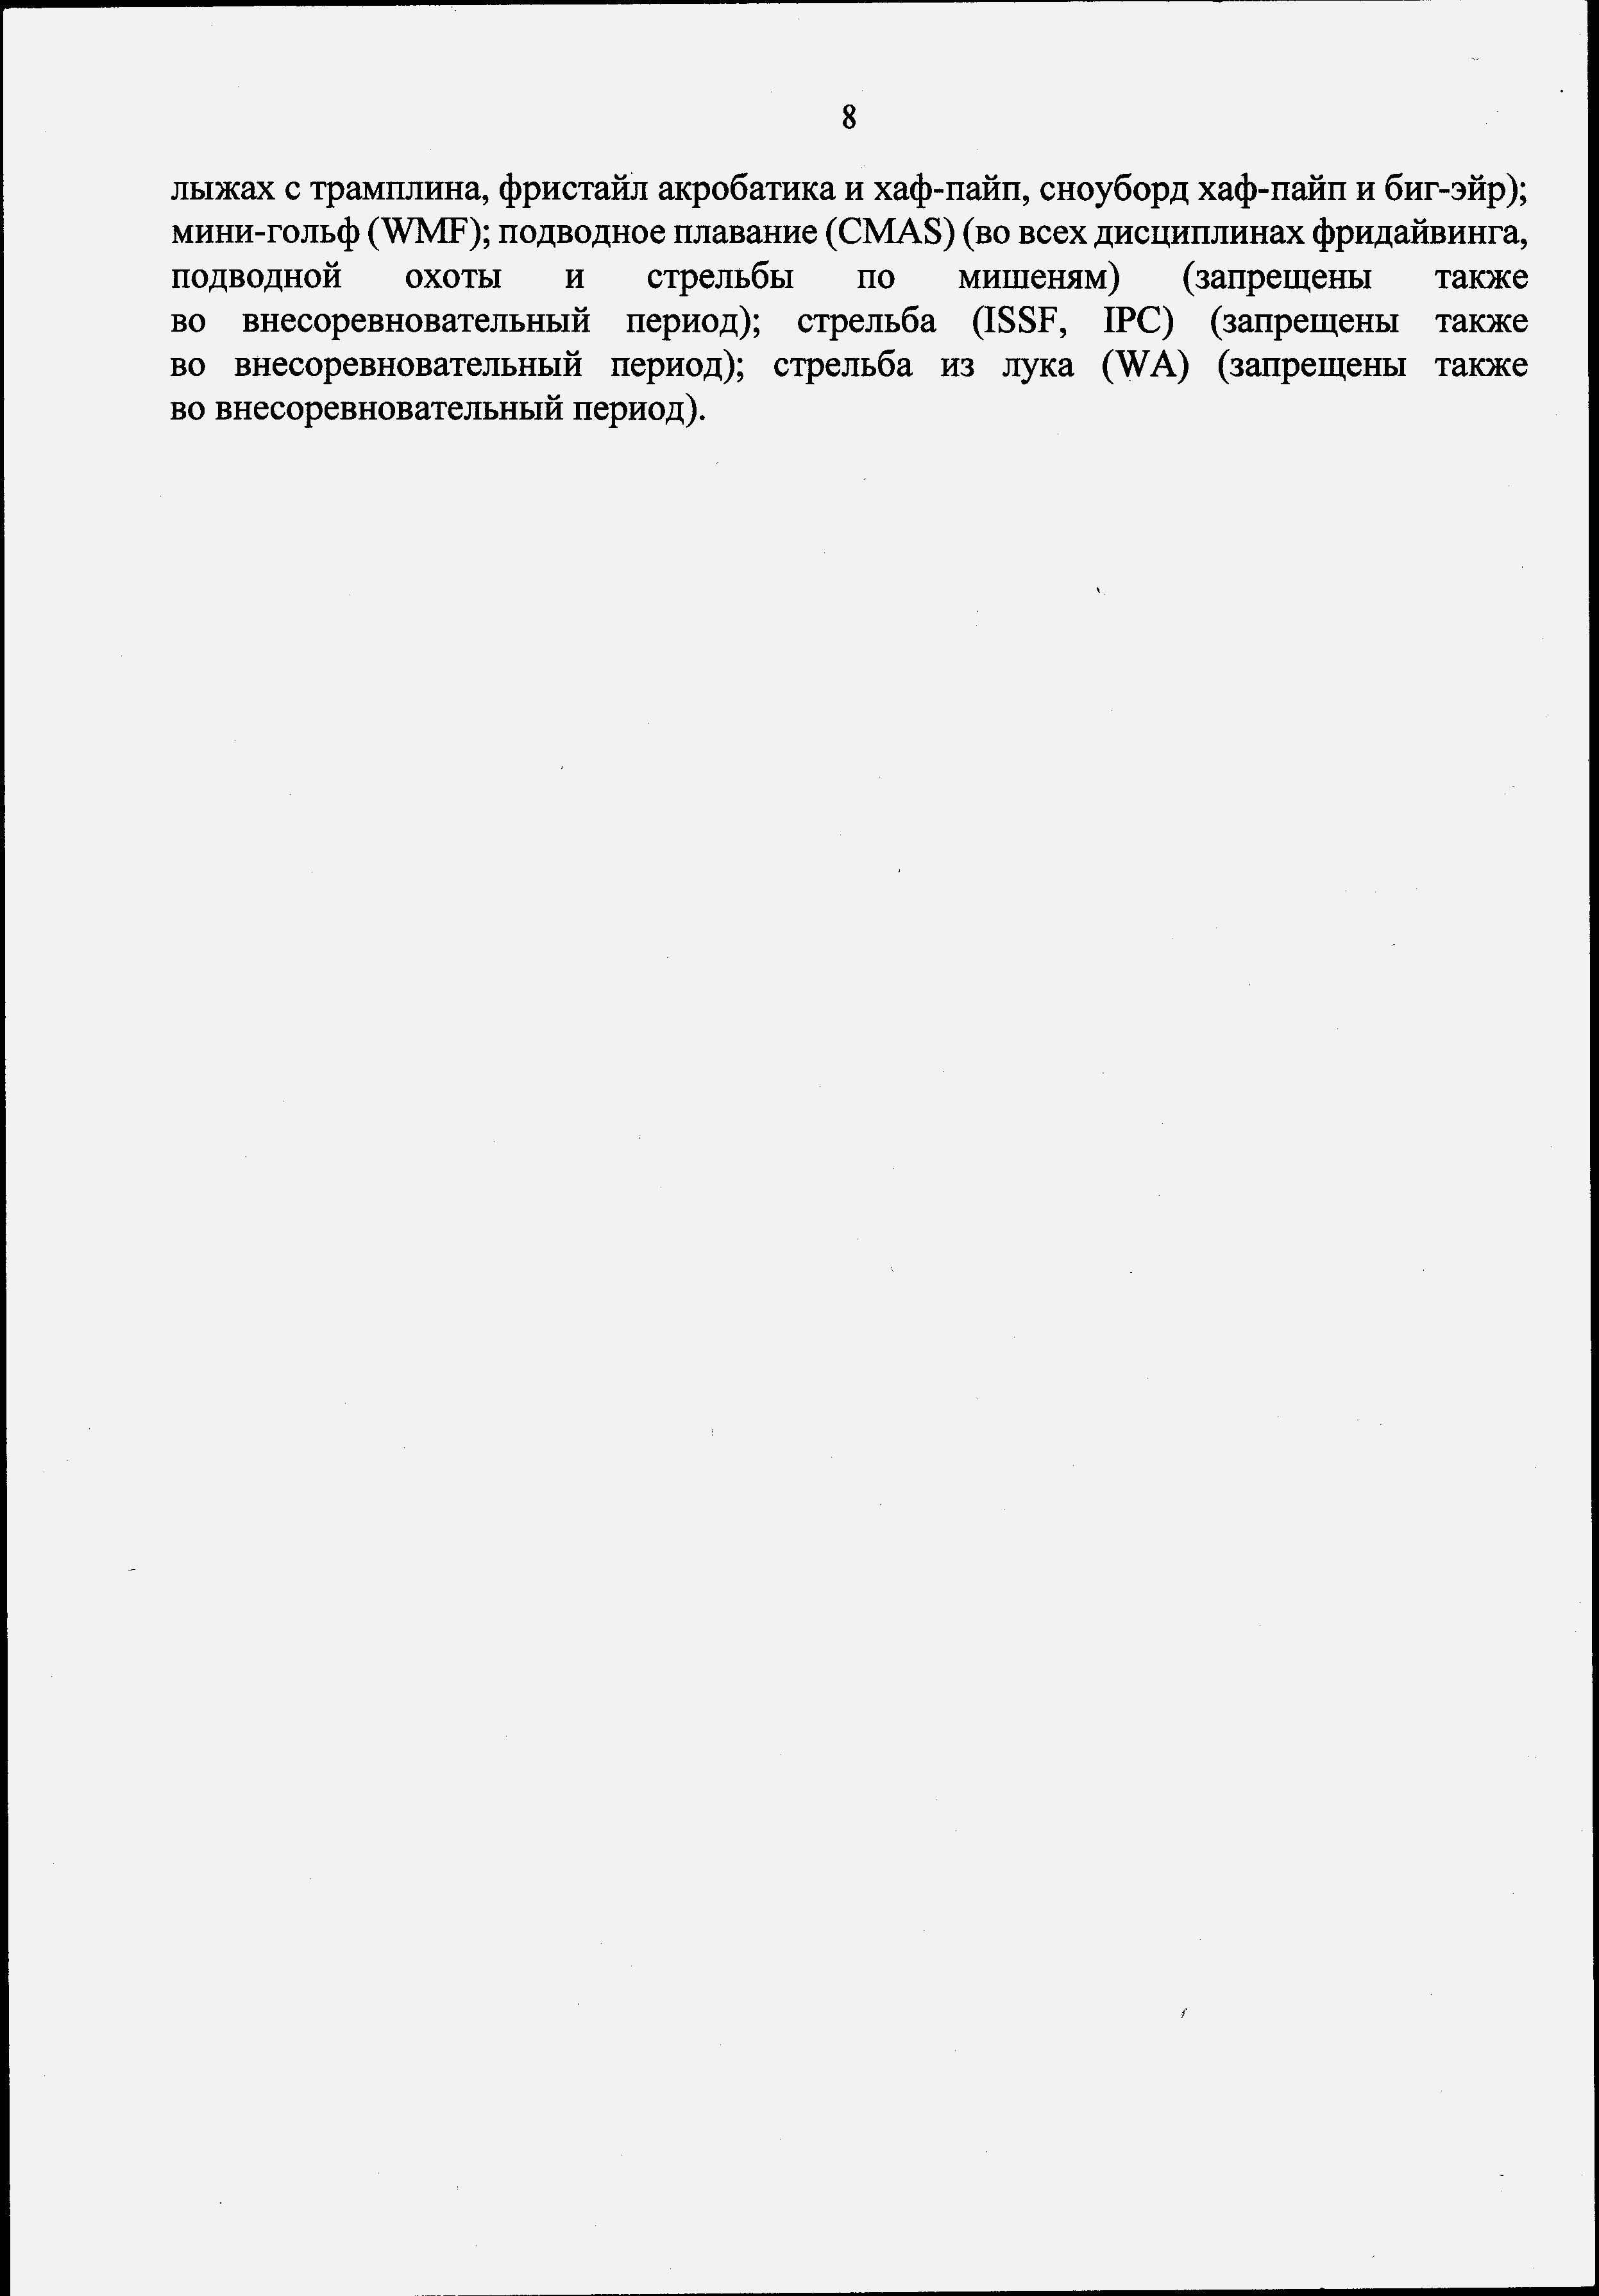 8
лыжах с трамплина, фристайл акробатика и хаф-пайп, сноуборд хаф-пайп и биг-эйр);
мини-гольф (WMF); подводное плавание (CMAS) (во всех дисциплинах фридайвинга,
подводной охоты и стрельбы по мишеням) (запрещены также
во внесоревновательный период); стрельба (ISSF, IPC) (запрещены также
во внесоревновательный период); стрельба из лука (WA) (запрещены также
во внесоревновательный период).